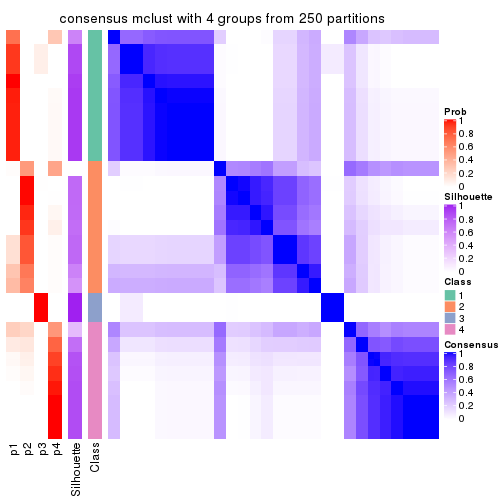 consensus mclust with 4 groups from 250 partitions
Prob
1
0.8
0.6
0.4
0.2
0
Silhouette
1
0.8
0.6
0.4
0.2
0
Class
1
2
3
4
Consensus
1
0.8
0.6
0.4
0.2
0
p1
p2
p3
p4
Silhouette
Class